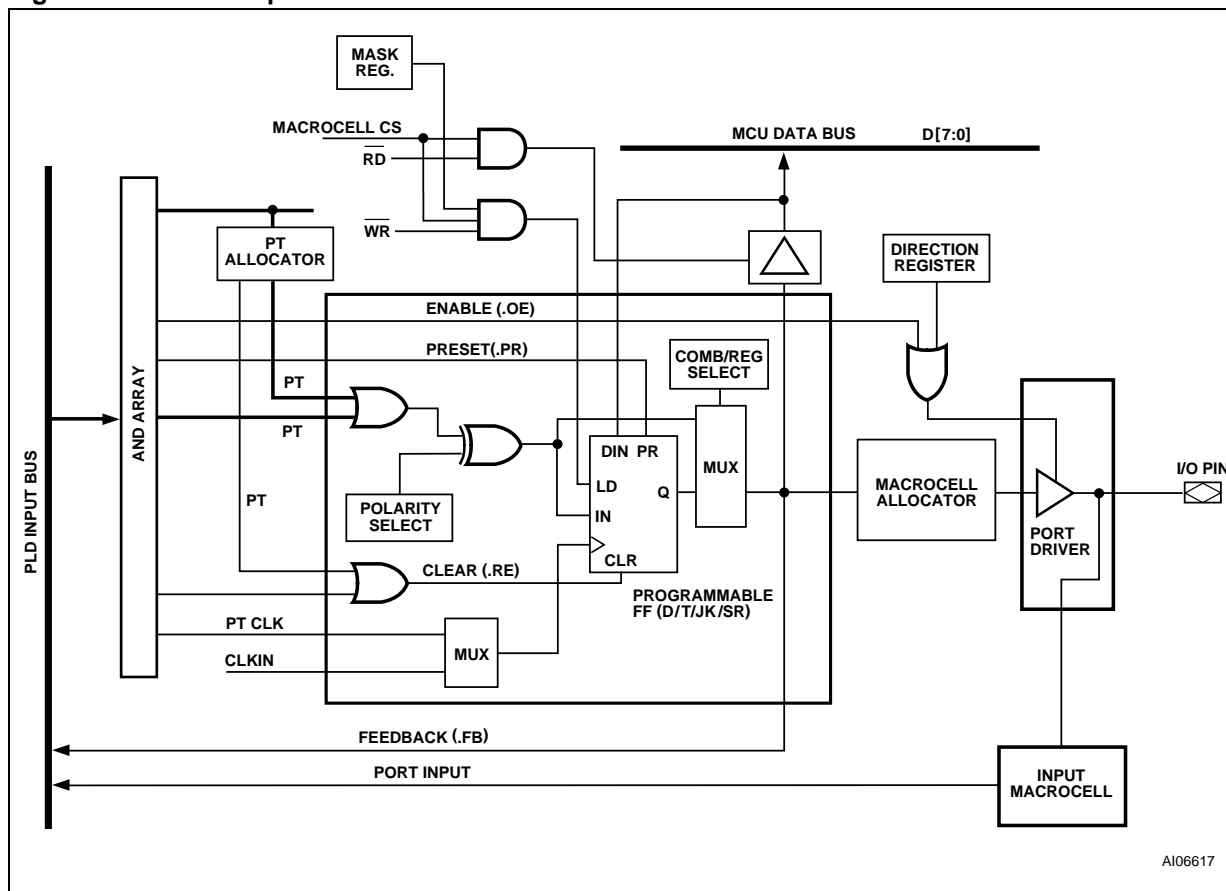 MASK
REG.
MACROCELL CS
RD
WR
MCU DATA BUS D[7:0]
PT
ALLOCATOR
DIRECTION
REGISTER
ENABLE (.OE)
PRESET(.PR)
COMB/REG
SELECT
PT
PT
AND ARRAY
PLD INPUT BUS
DIN PR
MUX
LD
Q
IN
CLR
POLARITY
SELECT
MACROCELL
ALLOCATOR
I/O PIN
PORT
DRIVER
PT
CLEAR (.RE)
PROGRAMMABLE
FF (D/T/JK/SR)
PT CLK
MUX
CLKIN
FEEDBACK (.FB)
PORT INPUT
INPUT
MACROCELL
AI06617